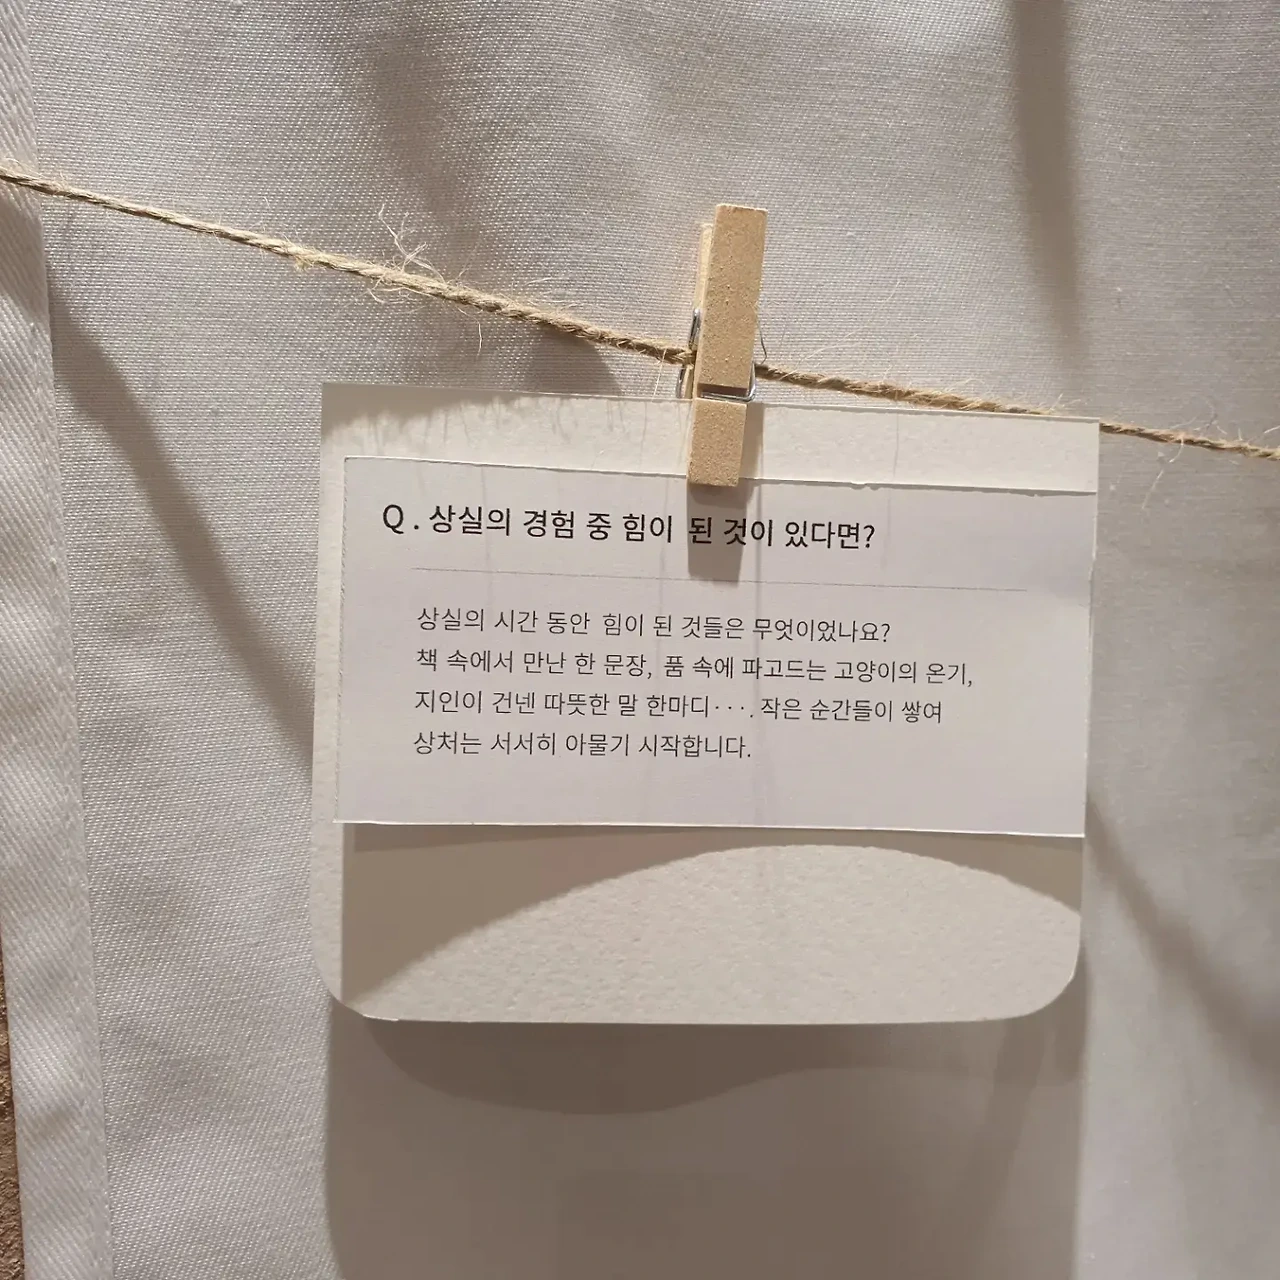 Q . 상실의 경험 중 힘이 된 것이 있다면?
상실의 시간 동안 힘이 된 것들은 무엇이었나요?
책 속에서 만난 한 문장, 품 속에 파고드는 고양이의 온기,
지인이 건넨 따뜻한 말 한마디···. 작은 순간들이 쌓여
상처는 서서히 아물기 시작합니다.